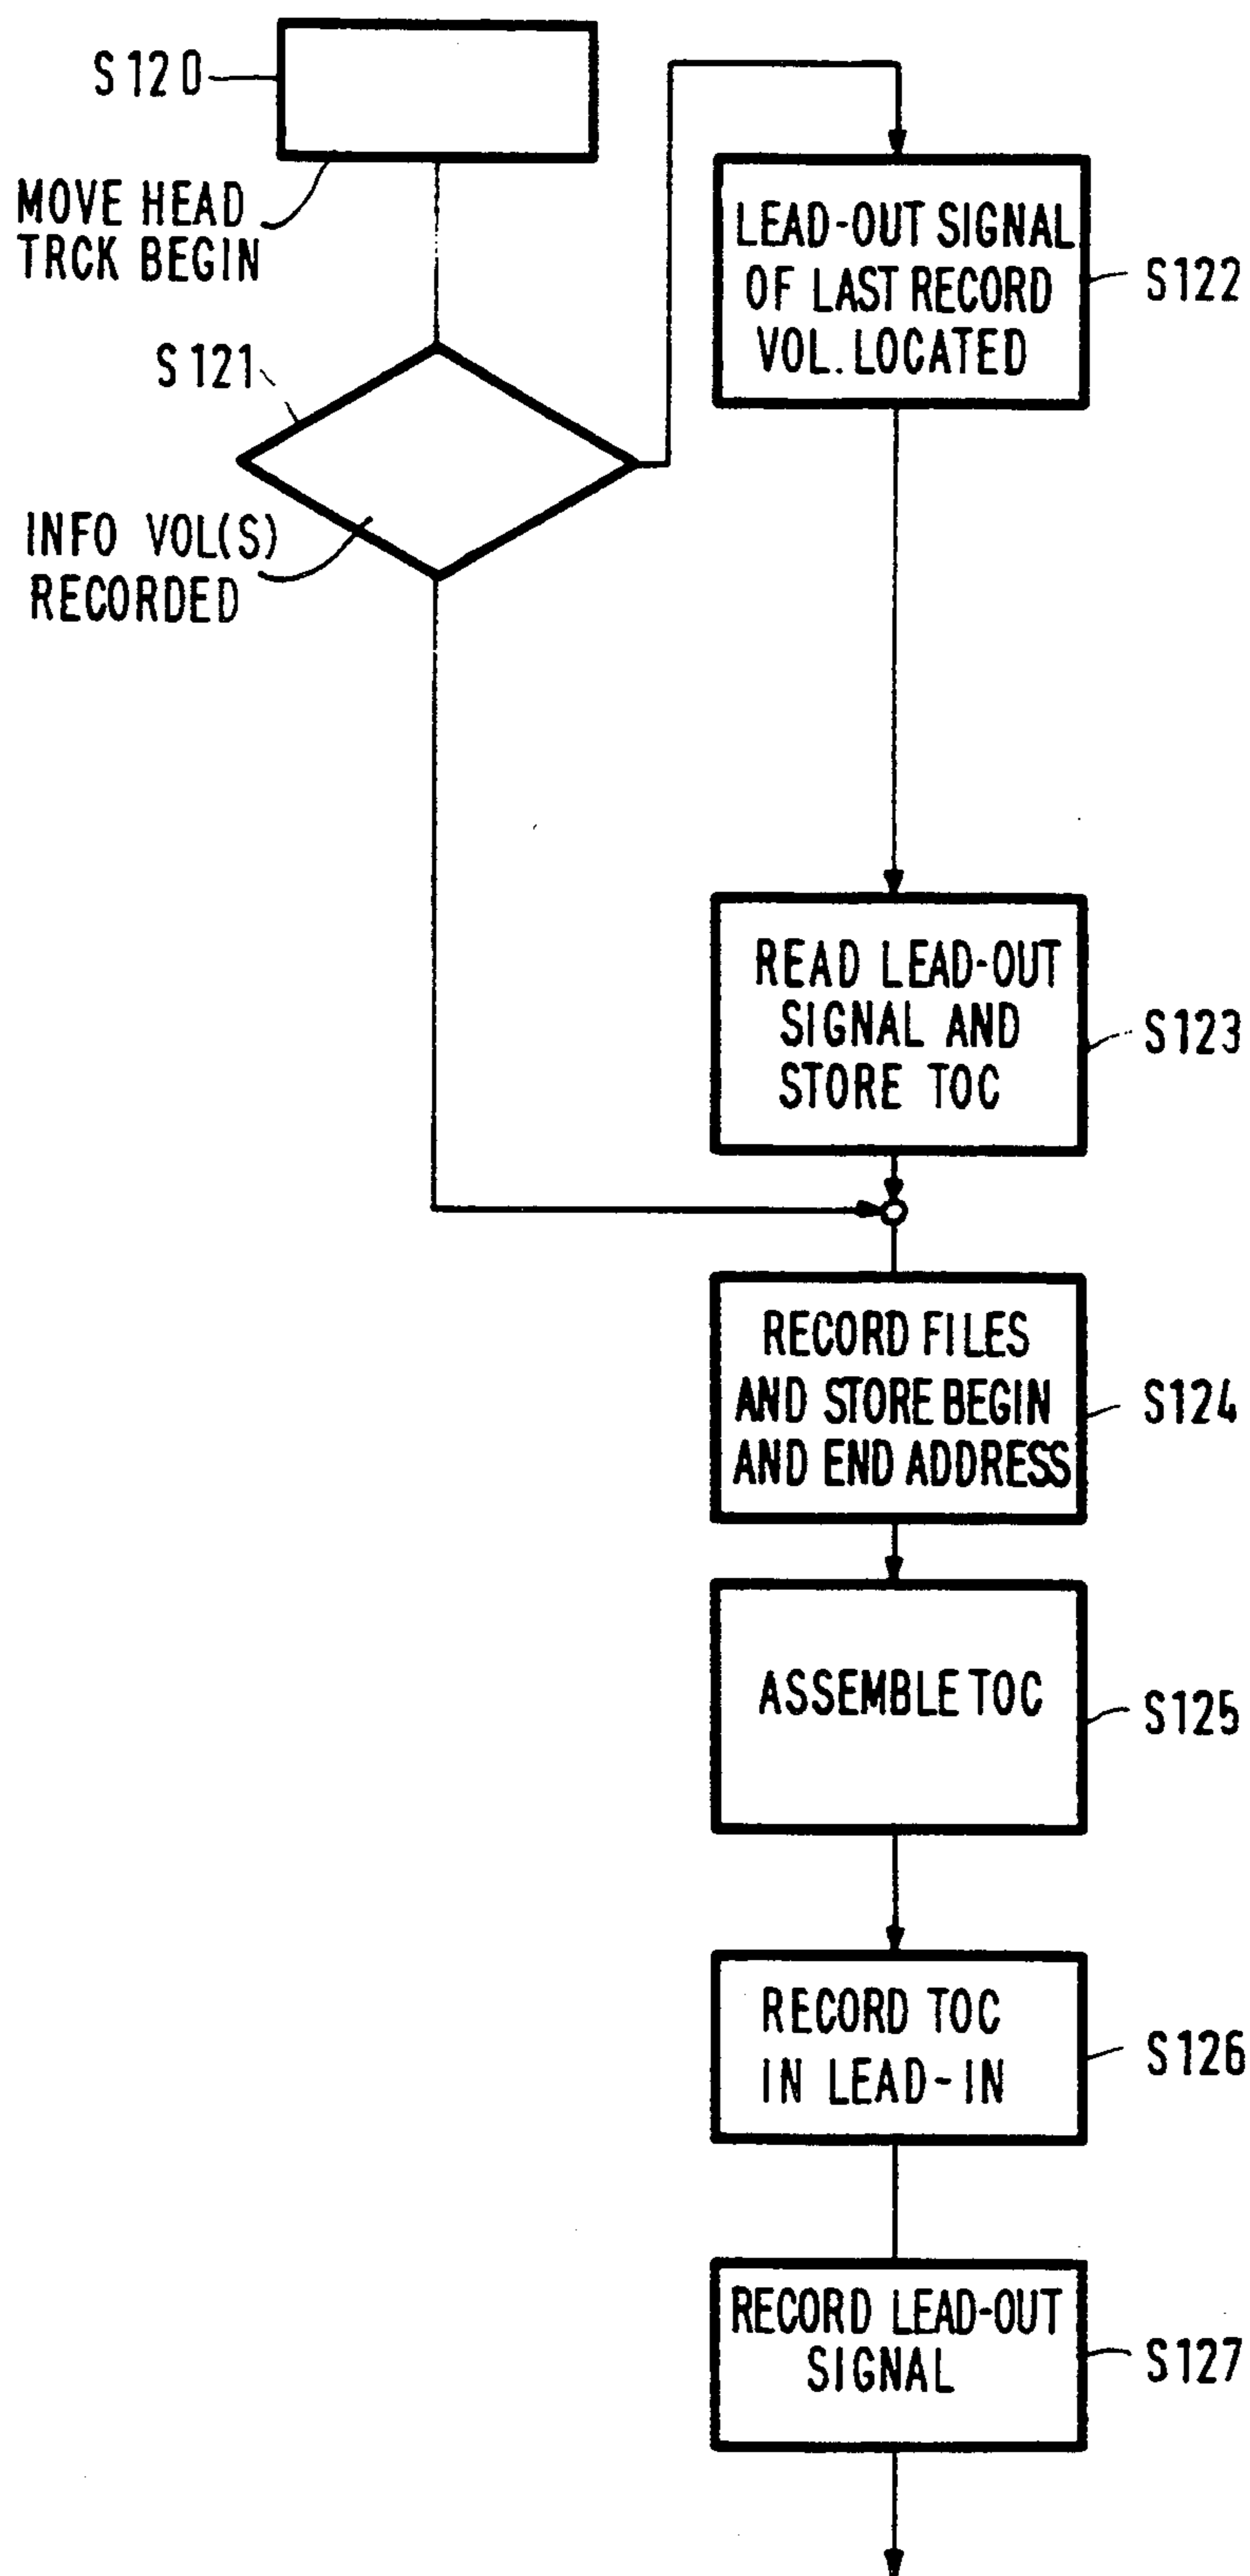 S120
MOVE HEAD
TRCK BEGIN
S121
INFO VOL(S)
RECORDED
LEAD-OUT SIGNAL
OF LAST RECORD
VOL. LOCATED
S122
READ LEAD-OUT
SIGNAL AND
STORE TOC
S123
RECORD FILES
AND STORE BEGIN
AND END ADDRESS
S124
ASSEMBLE TOC
S125
RECORD TOC
IN LEAD-IN
S126
RECORD LEAD-OUT
SIGNAL
S127